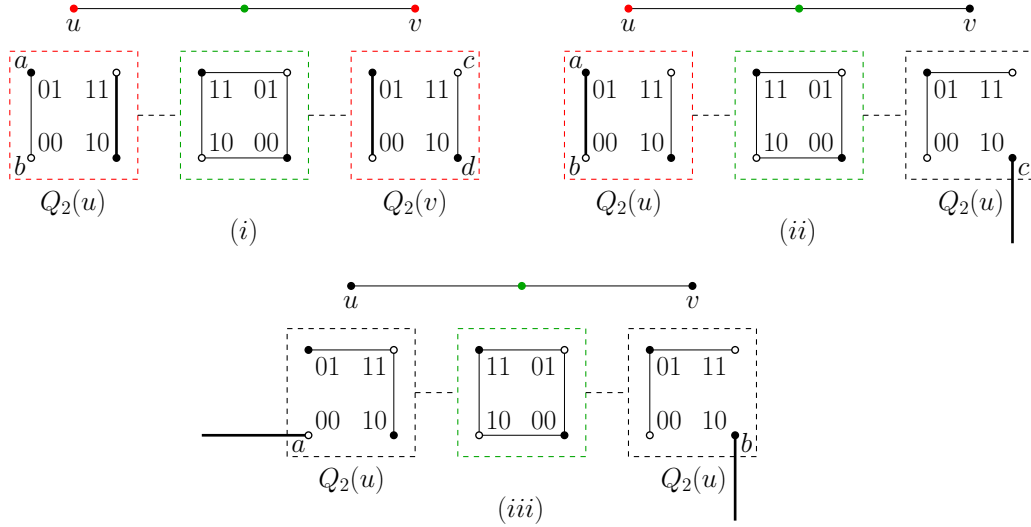 u v u v
a c a
01 11 11 01 01 11 01 11 11 01 01 11
00 10 10 00 00 10 00 10 10 00 00 10
b d b c
Q₂(u) Q₂(v) Q₂(u) Q₂(u)
(i) (ii)
u v
01 11 11 01 01 11
00 10 10 00 00 10
a b
Q₂(u) Q₂(u)
(iii)